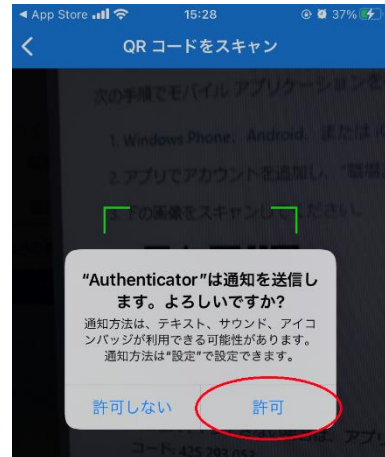 ◀ App Store 15:28 37%
QR コードをスキャン
次の手順でモバイル アプリケーションを
1. Windows Phone、Android、または
2. アプリでアカウントを追加し、"職場
3. 下の画像をスキャンしてください。
"Authenticator"は通知を送信し
ます。よろしいですか?
通知方法は、テキスト、サウンド、アイコ
ンバッジが利用できる可能性があります。
通知方法は"設定"で設定できます。
許可しない 許可
は、アプリ
コード: 425 293 053